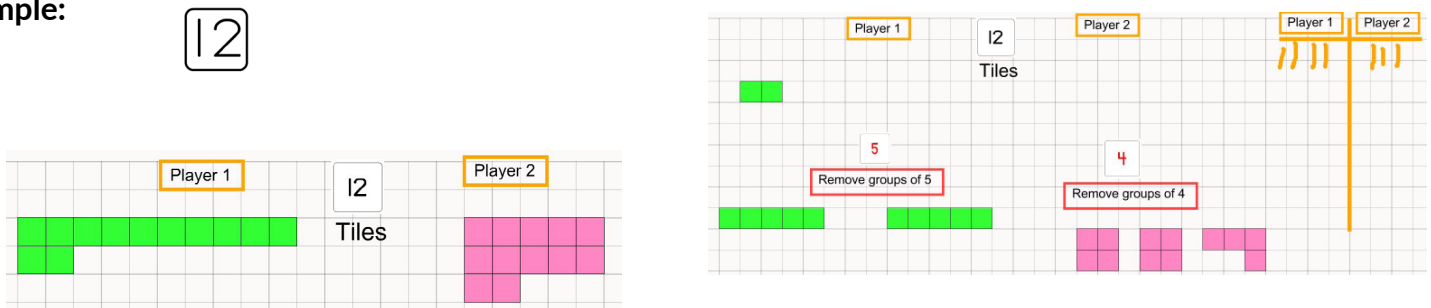 mple:
12
Player 1
12
Tiles
Player 2
Player 1
12
Tiles
Player 2
Player 1
Player 2
5
Remove groups of 5
4
Remove groups of 4